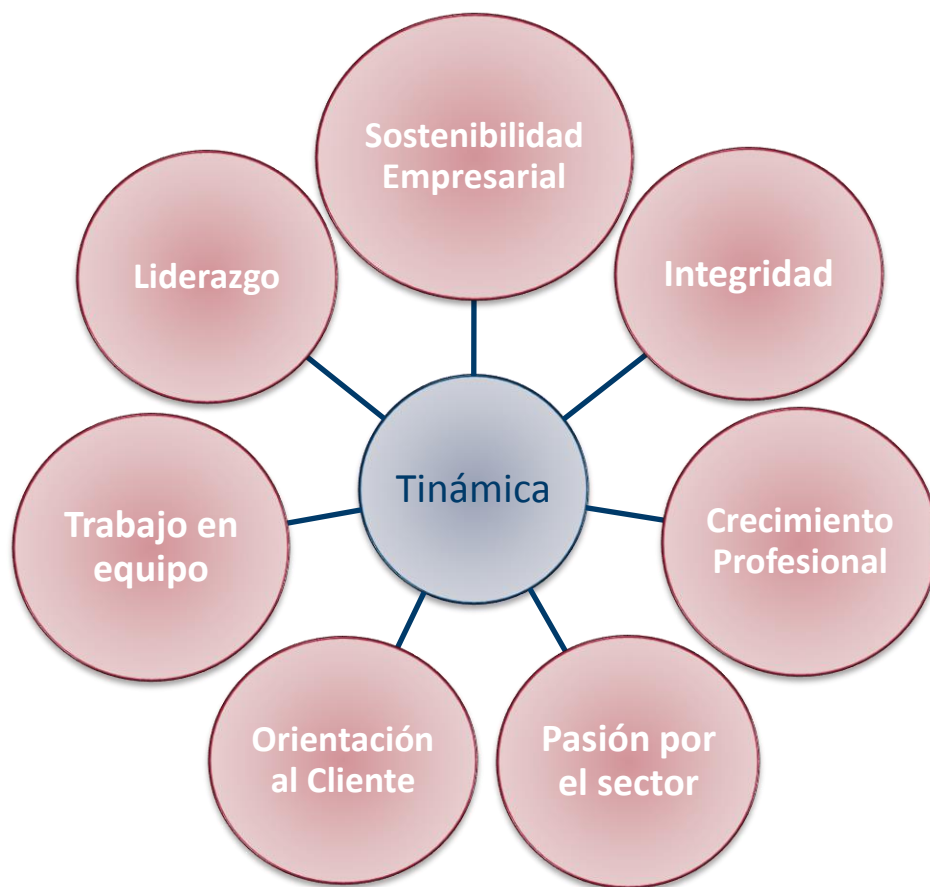 Sostenibilidad
Empresarial
Liderazgo
Integridad
Tinámica
Trabajo en
equipo
Crecimiento
Profesional
Orientación
al Cliente
Pasión por
el sector